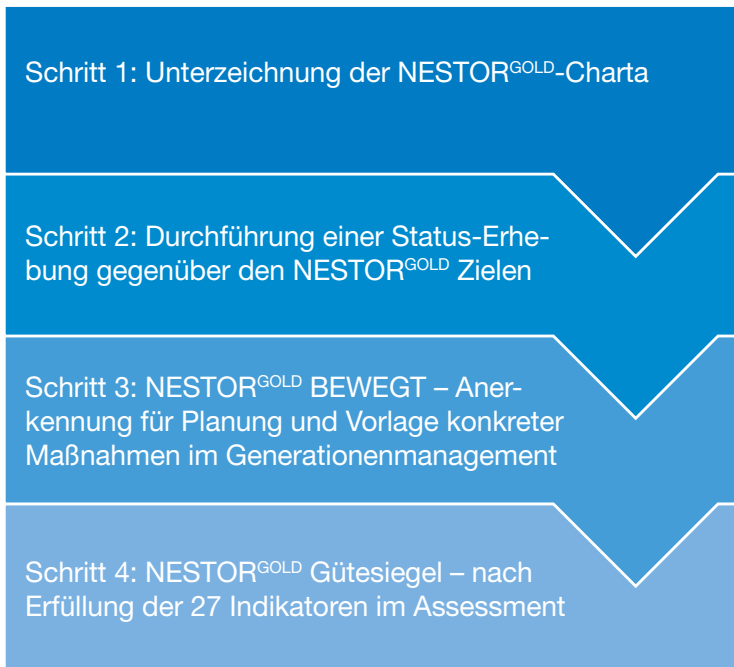 Schritt 1: Unterzeichnung der NESTORGOLD-Charta
Schritt 2: Durchführung einer Status-Erhe-
bung gegenüber den NESTORGOLD Zielen
Schritt 3: NESTORGOLD BEWEGT – Aner-
kennung für Planung und Vorlage konkreter
Maßnahmen im Generationenmanagement
Schritt 4: NESTORGOLD Gütesiegel – nach
Erfüllung der 27 Indikatoren im Assessment